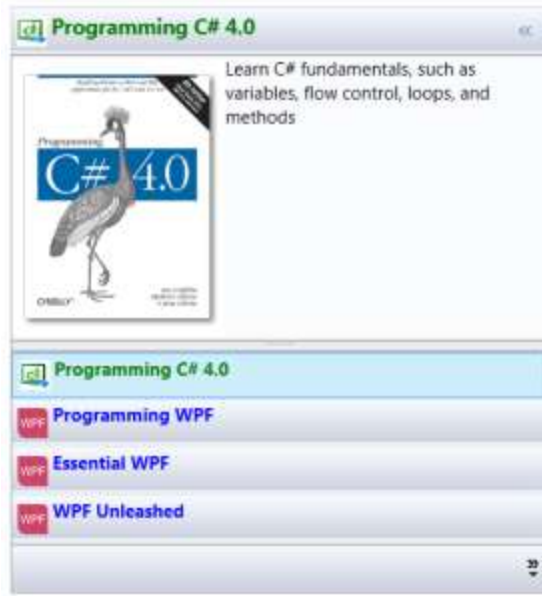 Programming C# 4.0
Learn C# fundamentals, such as
variables, flow control, loops, and
methods
Programming
C# 4.0
O'REILLY
Programming C# 4.0
WPF
Programming WPF
WPF
Essential WPF
WPF
WPF Unleashed